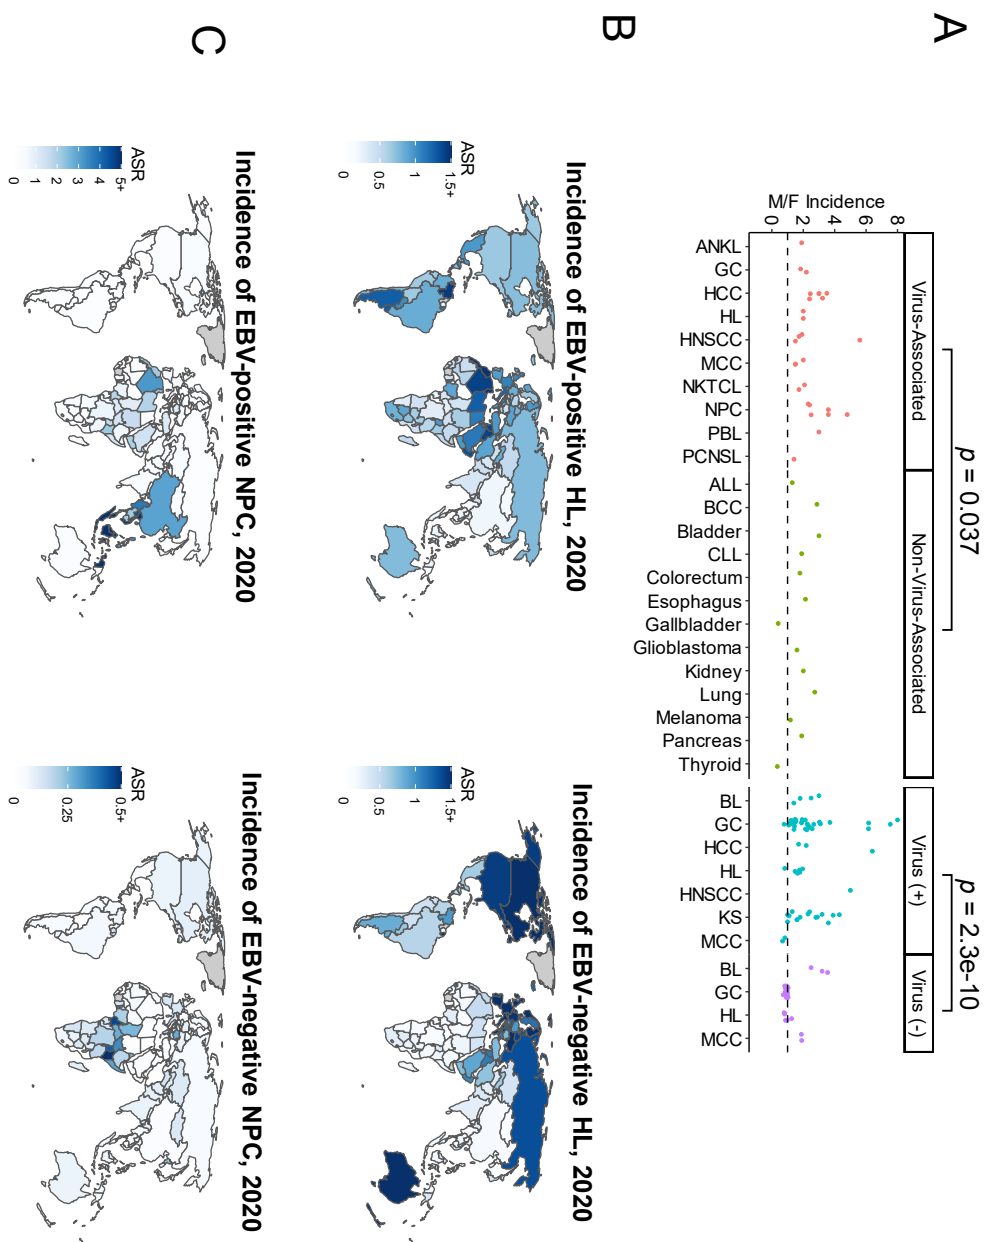 A
p = 0.037
p = 2.3e-10
Virus-Associated
Non-Virus-Associated
Virus (+)
Virus (-)
M/F Incidence
8
6
4
2
0
ANKL
GC
HCC
HL
HNSCC
MCC
NKTCL
NPC
PBL
PCNSL
ALL
BCC
Bladder
CLL
Colorectum
Esophagus
Gallbladder
Glioblastoma
Kidney
Lung
Melanoma
Pancreas
Thyroid
BL
GC
HCC
HL
HNSCC
KS
MCC
BL
GC
HL
MCC
B
Incidence of EBV-positive HL, 2020
ASR
1.5+
1
0.5
0
Incidence of EBV-negative HL, 2020
ASR
1.5+
1
0.5
0
C
Incidence of EBV-positive NPC, 2020
ASR
5+
4
3
2
1
0
Incidence of EBV-negative NPC, 2020
ASR
0.5+
0.25
0